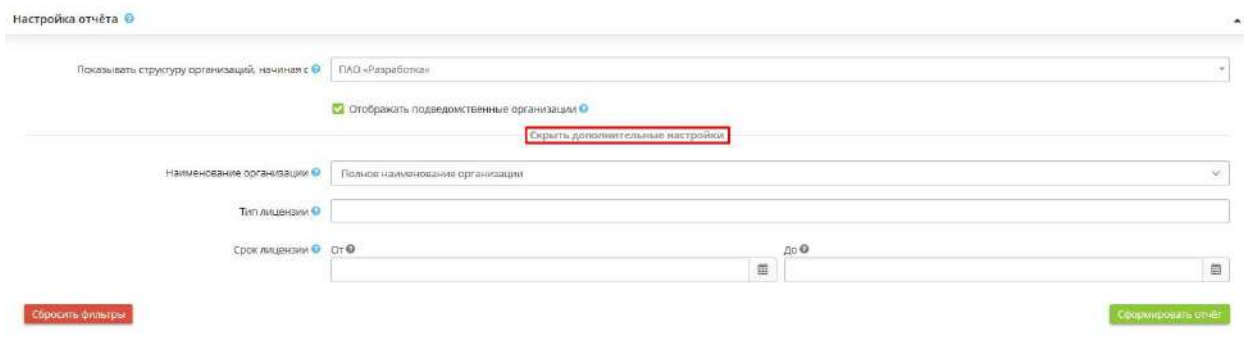 Настройка отчёта
Показывать структуру организаций, начиная с
ПАО «Разработка»
Отображать подведомственные организации
Скрыть дополнительные настройки
Наименование организации
Полное наименование организации
Тип лицензии
Срок лицензии От До
Сбросить фильтры Сформировать отчёт